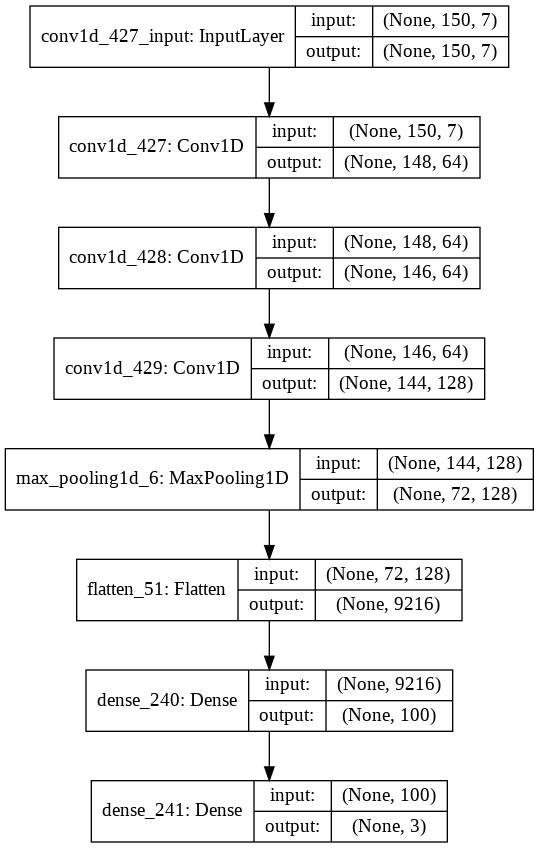 conv1d_427_input: InputLayer
input:
(None, 150, 7)
output:
(None, 150, 7)
conv1d_427: Conv1D
input:
(None, 150, 7)
output:
(None, 148, 64)
conv1d_428: Conv1D
input:
(None, 148, 64)
output:
(None, 146, 64)
conv1d_429: Conv1D
input:
(None, 146, 64)
output:
(None, 144, 128)
max_pooling1d_6: MaxPooling1D
input:
(None, 144, 128)
output:
(None, 72, 128)
flatten_51: Flatten
input:
(None, 72, 128)
output:
(None, 9216)
dense_240: Dense
input:
(None, 9216)
output:
(None, 100)
dense_241: Dense
input:
(None, 100)
output:
(None, 3)